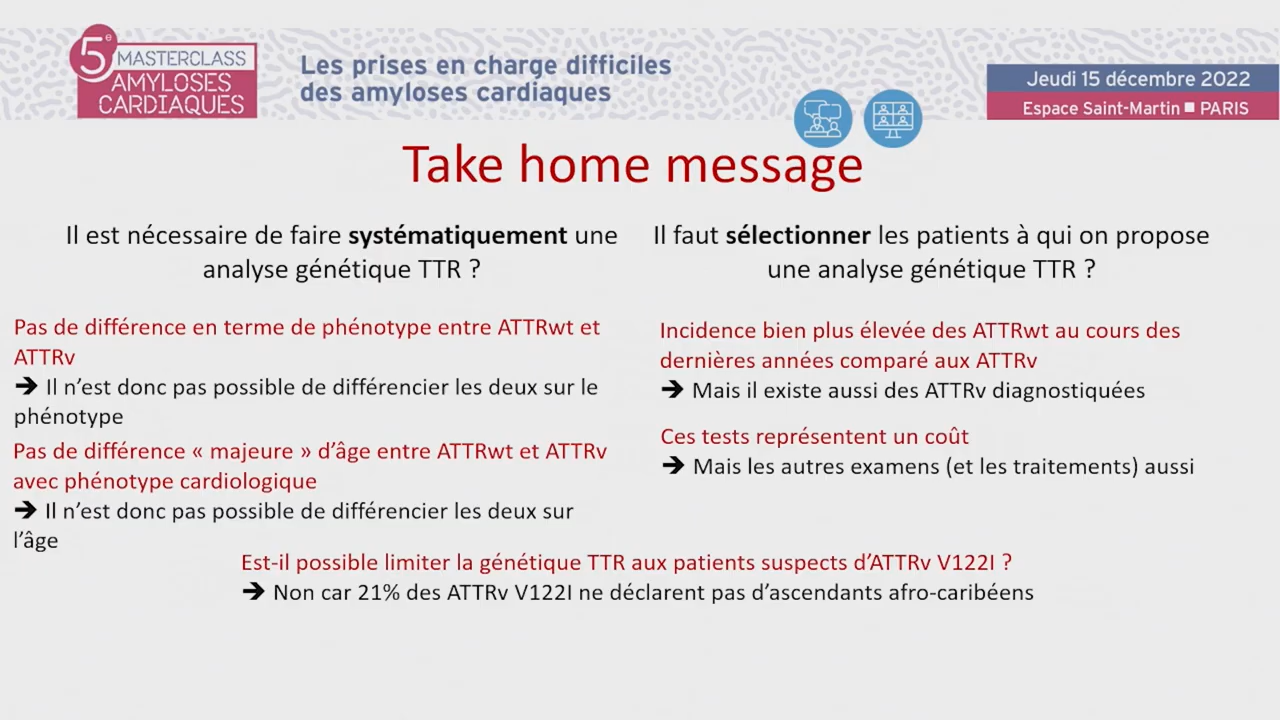 5e
MASTERCLASS
AMYLOSES
CARDIAQUES
Les prises en charge difficiles
des amyloses cardiaques
Jeudi 15 décembre 2022
Espace Saint-Martin ■ PARIS
Take home message
Il est nécessaire de faire systématiquement une
analyse génétique TTR ?
Pas de différence en terme de phénotype entre ATTRwt et
ATTRv
➔ Il n’est donc pas possible de différencier les deux sur le
phénotype
Pas de différence « majeure » d’âge entre ATTRwt et ATTRv
avec phénotype cardiologique
➔ Il n’est donc pas possible de différencier les deux sur
l’âge
Il faut sélectionner les patients à qui on propose
une analyse génétique TTR ?
Incidence bien plus élevée des ATTRwt au cours des
dernières années comparé aux ATTRv
➔ Mais il existe aussi des ATTRv diagnostiquées
Ces tests représentent un coût
➔ Mais les autres examens (et les traitements) aussi
Est-il possible limiter la génétique TTR aux patients suspects d’ATTRv V122I ?
➔ Non car 21% des ATTRv V122I ne déclarent pas d’ascendants afro-caribéens